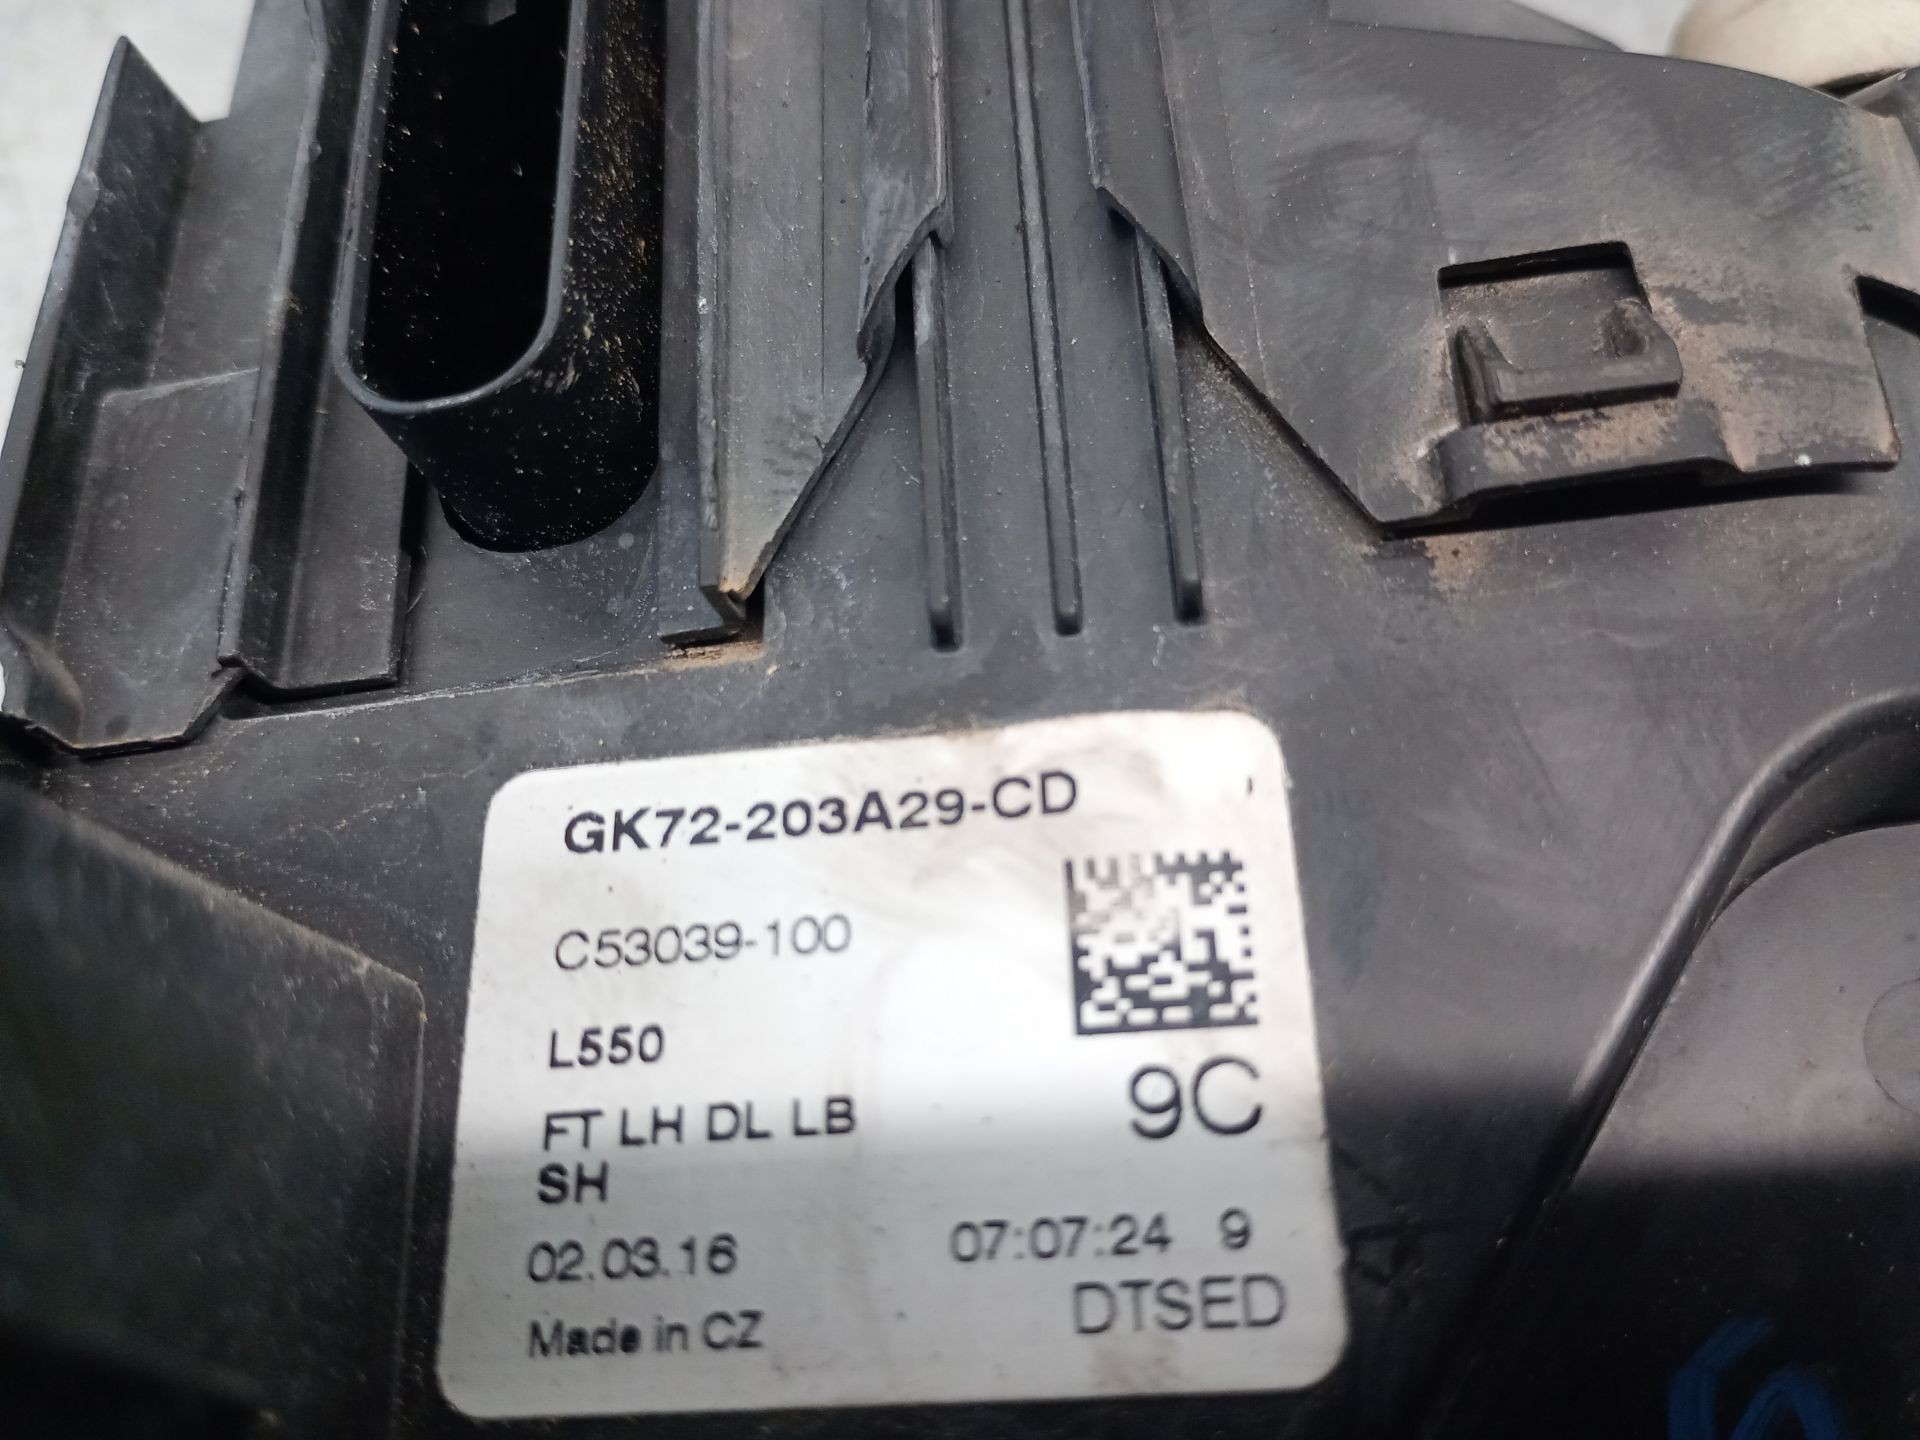 GK72-203A29-CD
C53039-100
L550
9C
FT LH DL LB
SH
02.03.16 07:07:24 9
Made in CZ DTSED